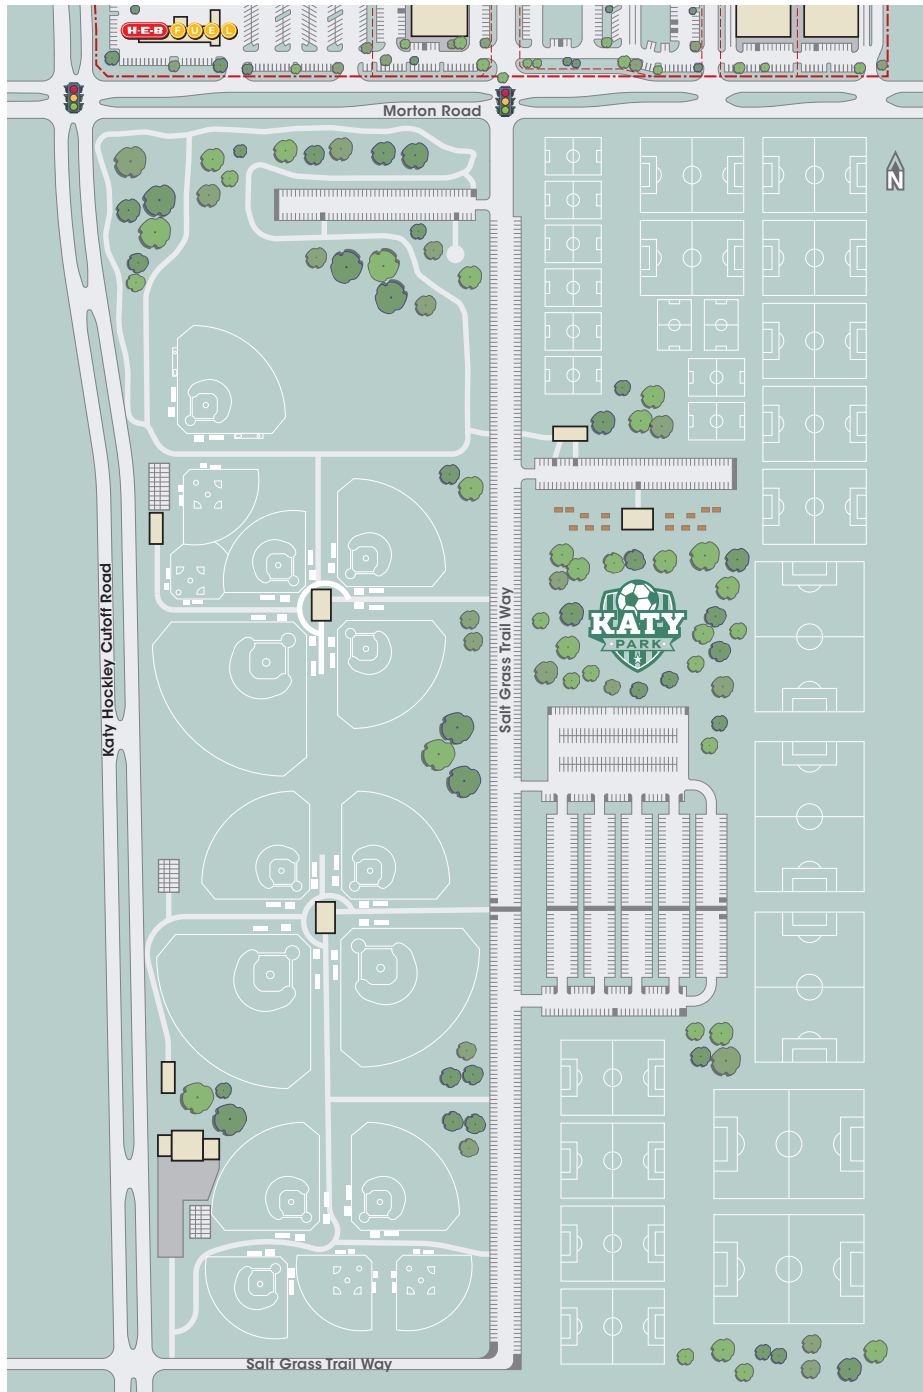 H-E-B FUEL
Morton Road
N
Katy Hockley Cutoff Road
Salt Grass Trail Way
KATY
PARK
Salt Grass Trail Way